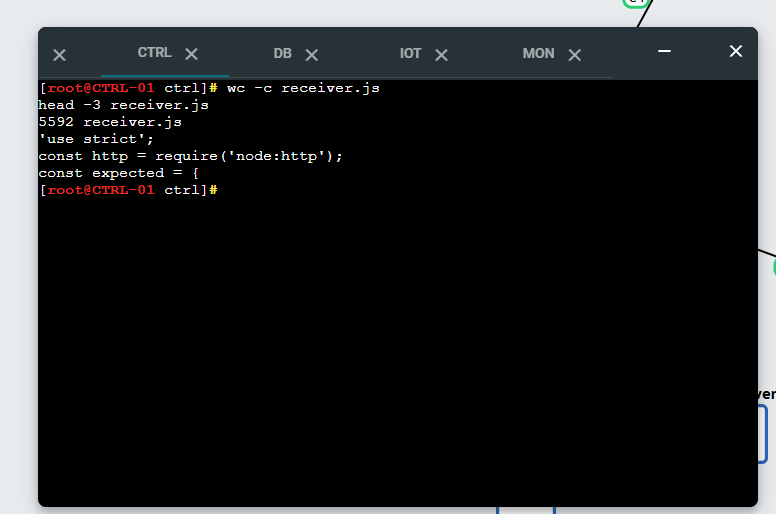 CTRL
DB
IOT
MON
[root@CTRL-01 ctrl]# wc -c receiver.js
head -3 receiver.js
5592 receiver.js
'use strict';
const http = require('node:http');
const expected = {
[root@CTRL-01 ctrl]#